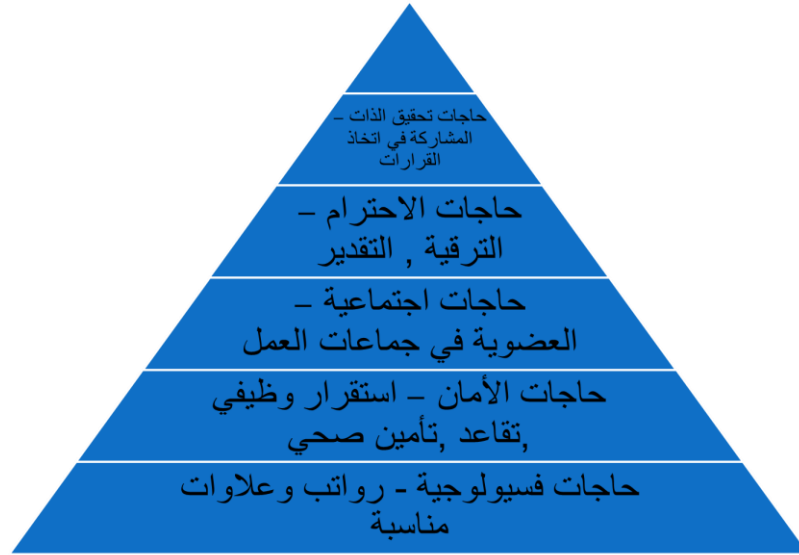 حاجات تحقيق الذات –
المشاركة في اتخاذ
القرارات
حاجات الاحترام –
الترقية , التقدير
حاجات اجتماعية –
العضوية في جماعات العمل
حاجات الأمان – استقرار وظيفي
,تقاعد ,تأمين صحي
حاجات فسيولوجية - رواتب وعلاوات
مناسبة